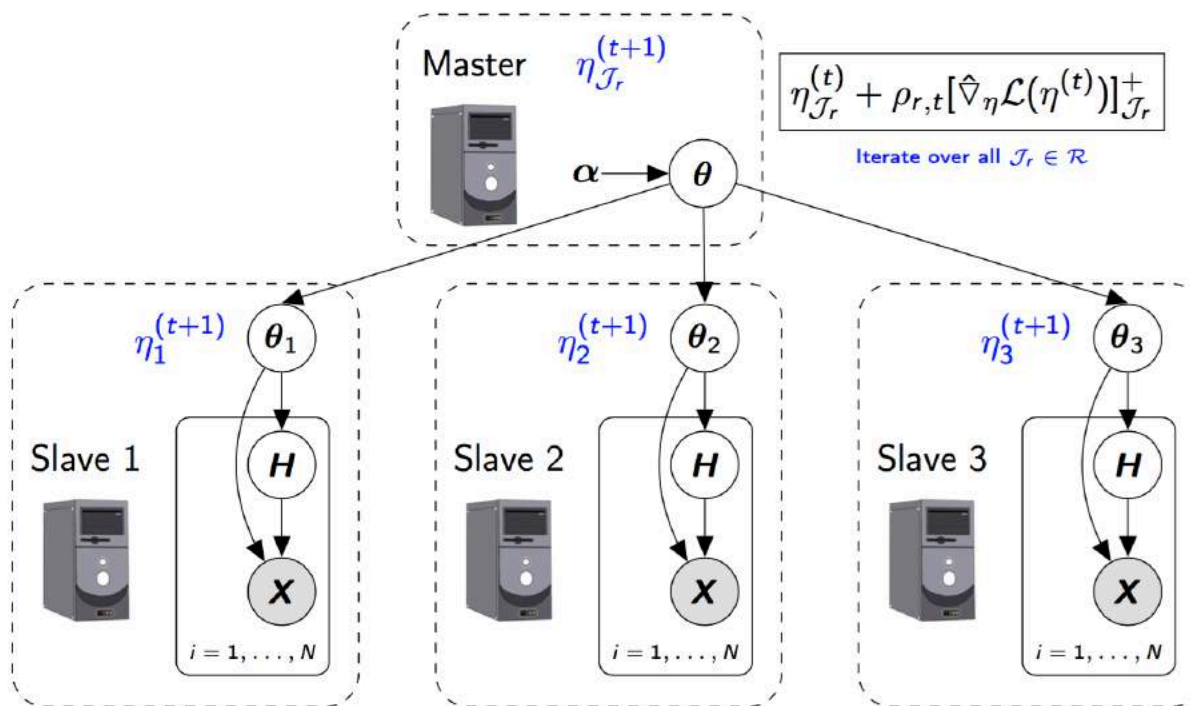 Master η_{𝒥_r}^{(t+1)}
η_{𝒥_r}^{(t)} + ρ_{r,t}[∇̂_η ℒ(η^{(t)})]^+_{𝒥_r}
Iterate over all 𝒥_r ∈ ℛ
α θ
η_1^{(t+1)} θ_1
η_2^{(t+1)} θ_2
η_3^{(t+1)} θ_3
Slave 1 H
Slave 2 H
Slave 3 H
X
X
X
i = 1, . . . , N
i = 1, . . . , N
i = 1, . . . , N